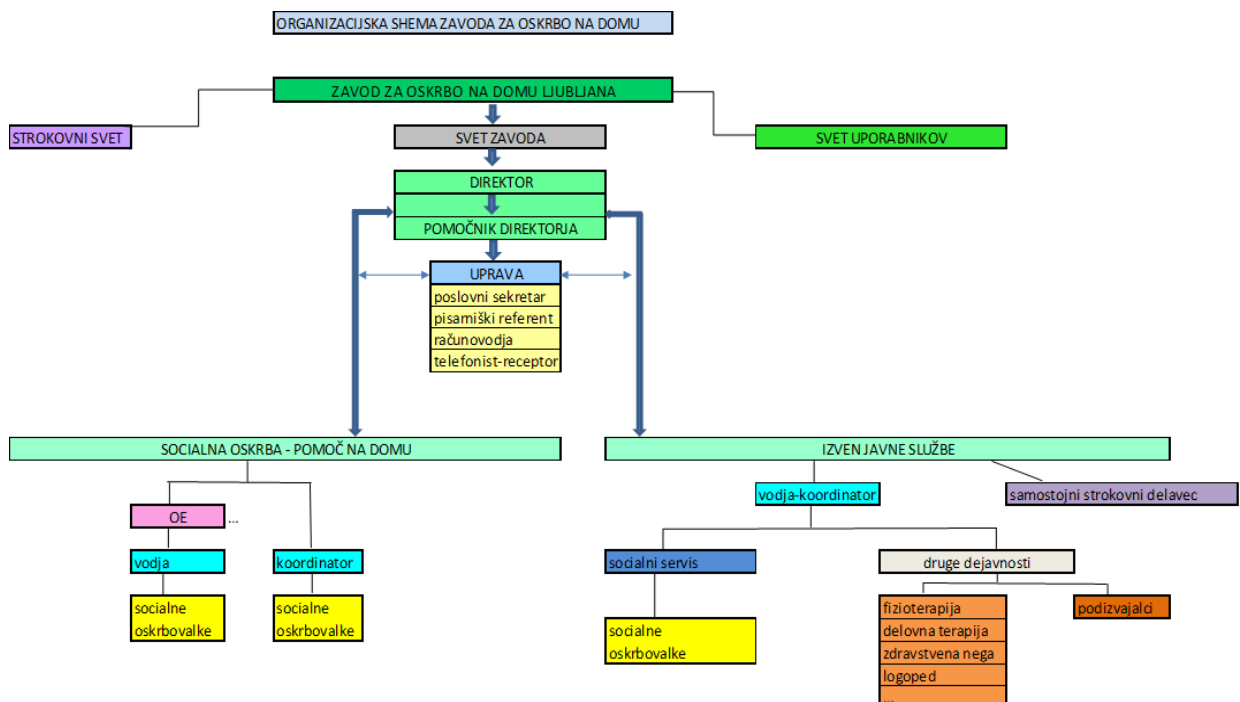 ORGANIZACIJSKA SHEMA ZAVODA ZA OSKRBO NA DOMU
ZAVOD ZA OSKRBO NA DOMU LJUBLJANA
STROKOVNI SVET
SVET ZAVODA
SVET UPORABNIKOV
DIREKTOR
POMOČNIK DIREKTORJA
UPRAVA
poslovni sekretar
pisarniški referent
računovodja
telefonist-receptor
SOCIALNA OSKRBA - POMOČ NA DOMU
IZVEN JAVNE SLUŽBE
vodja-koordinator
samostojni strokovni delavec
OE
...
vodja
koordinator
socialni servis
druge dejavnosti
socialne
oskrbovalke
socialne
oskrbovalke
socialne
oskrbovalke
fizioterapija
delovna terapija
zdravstvena nega
logoped
...
podizvajalci